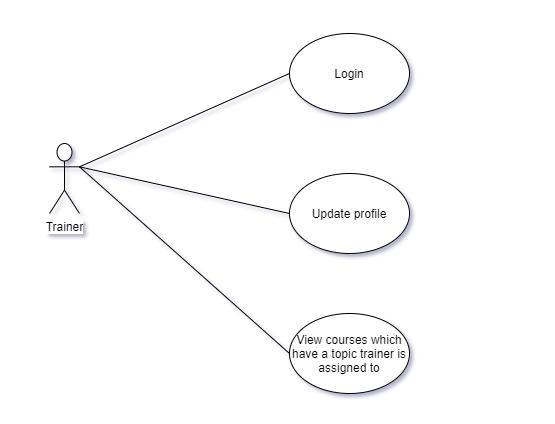 Login
Update profile
Trainer
View courses which
have a topic trainer is
assigned to